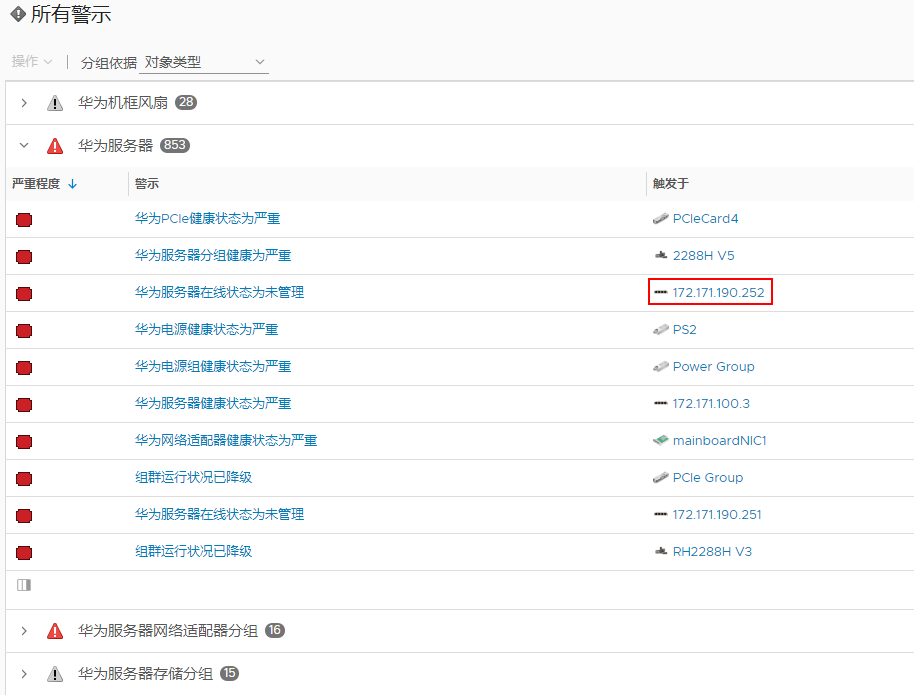 所有警示
操作 分组依据 对象类型
华为机框风扇 28
华为服务器 853
严重程度 警示 触发于
华为PCIe健康状态为严重 PCIeCard4
华为服务器分组健康为严重 2288H V5
华为服务器在线状态为未管理 172.171.190.252
华为电源健康状态为严重 PS2
华为电源组健康状态为严重 Power Group
华为服务器健康状态为严重 172.171.100.3
华为网络适配器健康状态为严重 mainboardNIC1
组群运行状况已降级 PCIe Group
华为服务器在线状态为未管理 172.171.190.251
组群运行状况已降级 RH2288H V3
华为服务器网络适配器分组 16
华为服务器存储分组 15